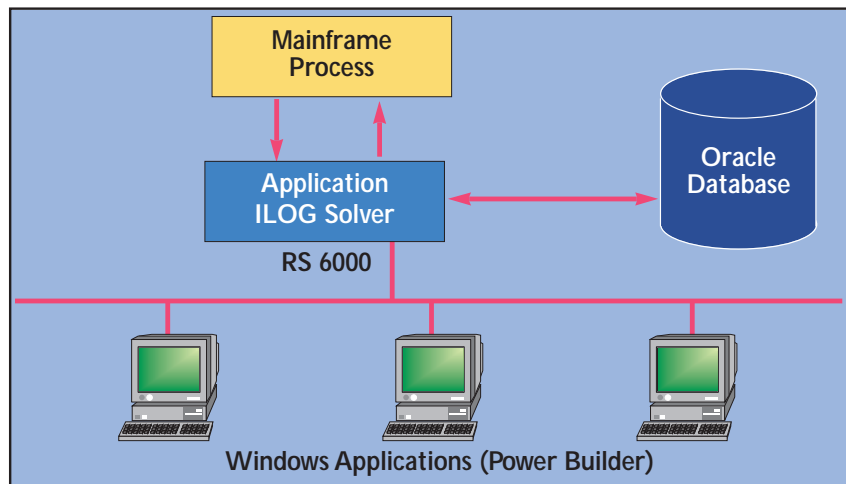 Mainframe
Process
Application
ILOG Solver
Oracle
Database
RS 6000
Windows Applications (Power Builder)